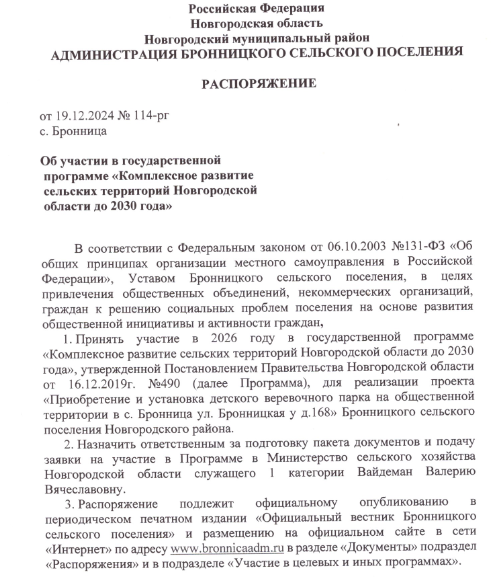 Российская Федерация
Новгородская область
Новгородский муниципальный район
АДМИНИСТРАЦИЯ БРОННИЦКОГО СЕЛЬСКОГО ПОСЕЛЕНИЯ
РАСПОРЯЖЕНИЕ
от 19.12.2024 № 114-рг
с. Бронница
Об участии в государственной
программе «Комплексное развитие
сельских территорий Новгородской
области до 2030 года»
В соответствии с Федеральным законом от 06.10.2003 №131-ФЗ «Об
общих принципах организации местного самоуправления в Российской
Федерации», Уставом Бронницкого сельского поселения, в целях
привлечения общественных объединений, некоммерческих организаций,
граждан к решению социальных проблем поселения на основе развития
общественной инициативы и активности граждан,
1. Принять участие в 2026 году в государственной программе
«Комплексное развитие сельских территорий Новгородской области до 2030
года», утвержденной Постановлением Правительства Новгородской области
от 16.12.2019г. №490 (далее Программа), для реализации проекта
«Приобретение и установка детского веревочного парка на общественной
территории в с. Бронница ул. Бронницкая у д.168» Бронницкого сельского
поселения Новгородского района.
2. Назначить ответственным за подготовку пакета документов и подачу
заявки на участие в Программе в Министерство сельского хозяйства
Новгородской области служащего 1 категории Вайдеман Валерию
Вячеславовну.
3. Распоряжение подлежит официальному опубликованию в
периодическом печатном издании «Официальный вестник Бронницкого
сельского поселения» и размещению на официальном сайте в сети
«Интернет» по адресу www.bronnicaadm.ru в разделе «Документы» подраздел
«Распоряжения» и в подразделе «Участие в целевых и иных программах».